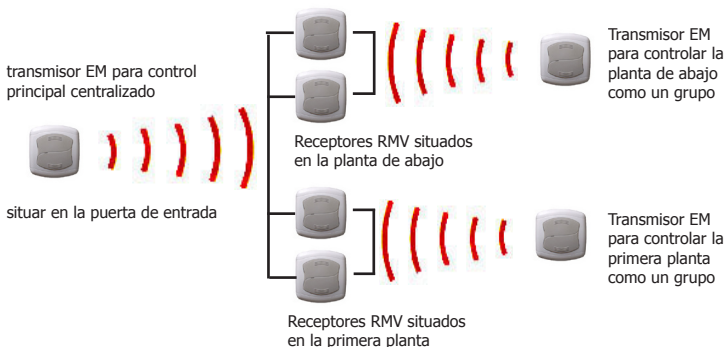 transmisor EM para control
principal centralizado
situar en la puerta de entrada
Receptores RMV situados
en la planta de abajo
Transmisor EM
para controlar la
planta de abajo
como un grupo
Receptores RMV situados
en la primera planta
Transmisor EM
para controlar la
primera planta
como un grupo